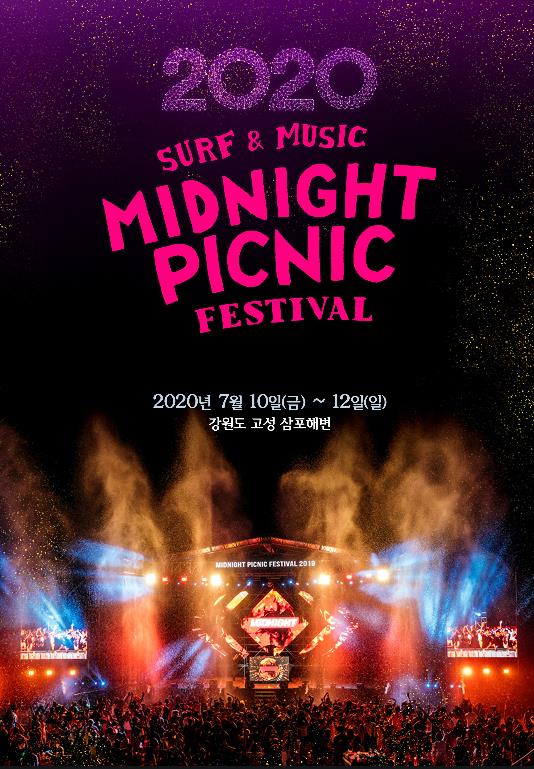 2020
SURF & MUSIC
MIDNIGHT
PICNIC
FESTIVAL
2020년 7월 10일(금) ~ 12일(일)
강원도 고성 삼포해변
MIDNIGHT PICNIC FESTIVAL 2019
MIDNIGHT